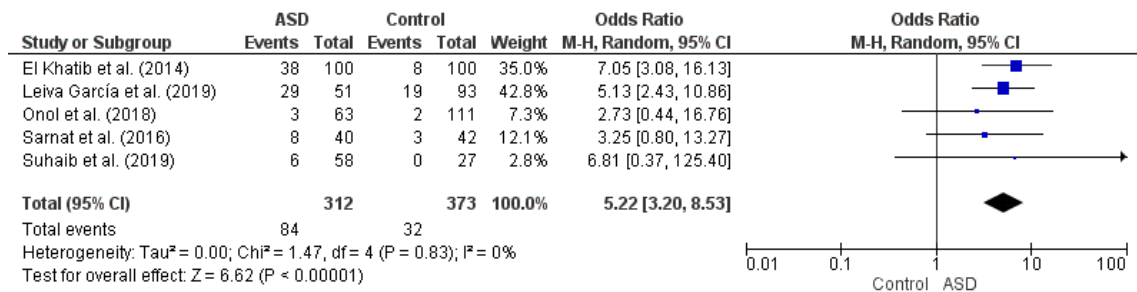 ASD Control Odds Ratio Odds Ratio
Study or Subgroup Events Total Events Total Weight M-H, Random, 95% CI M-H, Random, 95% CI
El Khatib et al. (2014) 38 100 8 100 35.0% 7.05 [3.08, 16.13]
Leiva García et al. (2019) 29 51 19 93 42.8% 5.13 [2.43, 10.86]
Onol et al. (2018) 3 63 2 111 7.3% 2.73 [0.44, 16.76]
Sarnat et al. (2016) 8 40 3 42 12.1% 3.25 [0.80, 13.27]
Suhaib et al. (2019) 6 58 0 27 2.8% 6.81 [0.37, 125.40]
Total (95% CI) 312 373 100.0% 5.22 [3.20, 8.53]
Total events 84 32
Heterogeneity: Tau² = 0.00; Chi² = 1.47, df = 4 (P = 0.83); I² = 0%
Test for overall effect: Z = 6.62 (P < 0.00001)
0.01 0.1 1 10 100
Control ASD